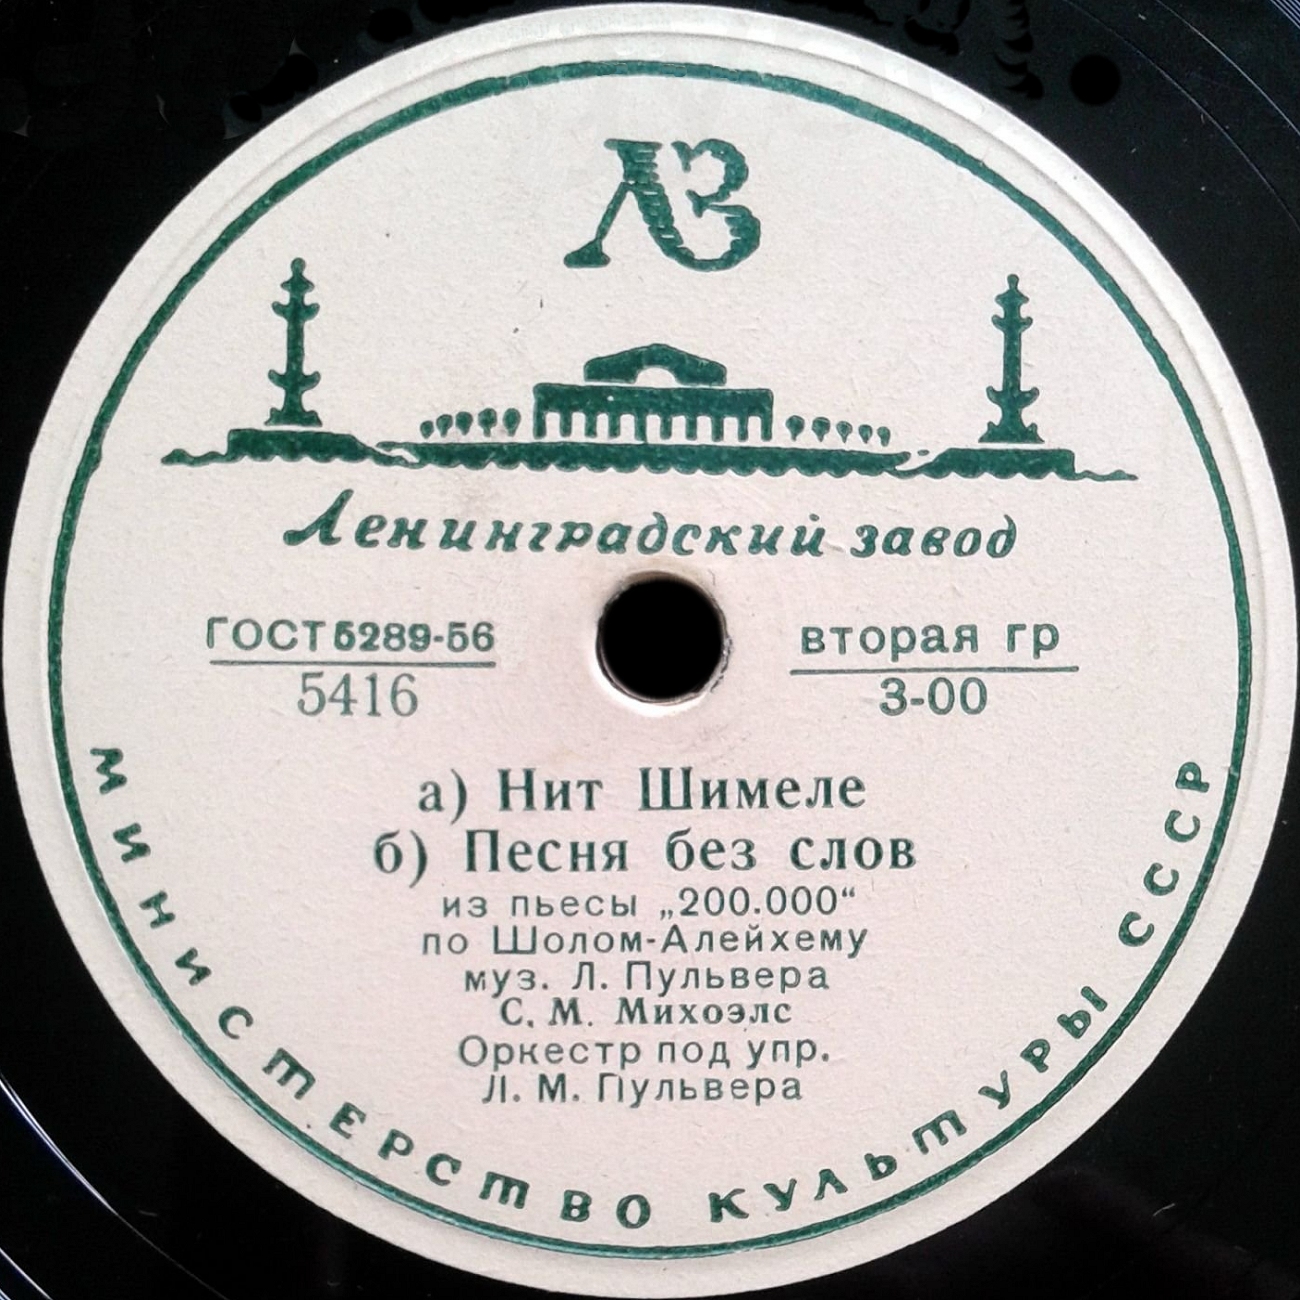 ЛЗ
Ленинградский завод
ГОСТ 5289-56
5416
вторая гр
3-00
а) Нит Шимеле
б) Песня без слов
из пьесы „200.000“
по Шолом-Алейхему
муз. Л. Пульвера
С. М. Михоэлс
Оркестр под упр.
Л. М. Пульвера
МИНИСТЕРСТВО КУЛЬТУРЫ СССР